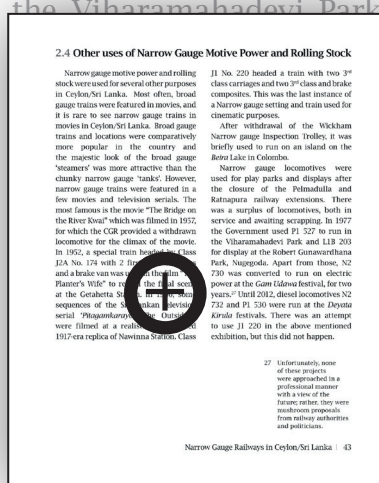 the Viharamahadevi Park
2.4 Other uses of Narrow Gauge Motive Power and Rolling Stock
Narrow gauge motive power and rolling
stock were used for several other purposes
in Ceylon/Sri Lanka. Most often, broad
gauge trains were featured in movies, and
it is rare to see narrow gauge trains in
movies in Ceylon/Sri Lanka. Broad gauge
trains and locations were comparatively
more popular in the country and
the majestic look of the broad gauge
'steamers' was more attractive than the
chunky narrow gauge 'tanks'. However,
narrow gauge trains were featured in a
few movies and television serials. The
most famous is the movie "The Bridge on
the River Kwai" which was filmed in 1957,
for which the CGR provided a withdrawn
locomotive for the climax of the movie.
In 1952, a special train headed by Class
J2A No. 174 with 2
and a brake van was
Planter's Wife" to the final scene
at the Getahetta In some
sequences of the television
serial 'Pitagamkaraya
were filmed at a
1917-era replica of Nawinna Station. Class
J1 No. 220 headed a train with two 3rd
class carriages and two 3rd class and brake
composites. This was the last instance of
a Narrow gauge setting and train used for
cinematic purposes.
After withdrawal of the Wickham
Narrow gauge Inspection Trolley, it was
briefly used to run on an island on the
Beira Lake in Colombo.
Narrow gauge locomotives were
used for play parks and displays after
the closure of the Pelmadulla and
Ratnapura railway extensions. There
was a surplus of locomotives, both in
service and awaiting scrapping. In 1977
the Government used P1 527 to run in
the Viharamahadevi Park and L1B 203
for display at the Robert Gunawardhana
Park, Nugegoda. Apart from those, N2
730 was converted to run on electric
power at the Gam Udawa festival, for two
years.27 Until 2012, diesel locomotives N2
732 and P1 530 were run at the Deyata
Kirula festivals. There was an attempt
to use J1 220 in the above mentioned
exhibition, but this did not happen.
27 Unfortunately, none
of these projects
were approached in a
professional manner
with a view of the
future; rather, they were
mushroom proposals
from railway authorities
and politicians.
Narrow Gauge Railways in Ceylon/Sri Lanka | 43